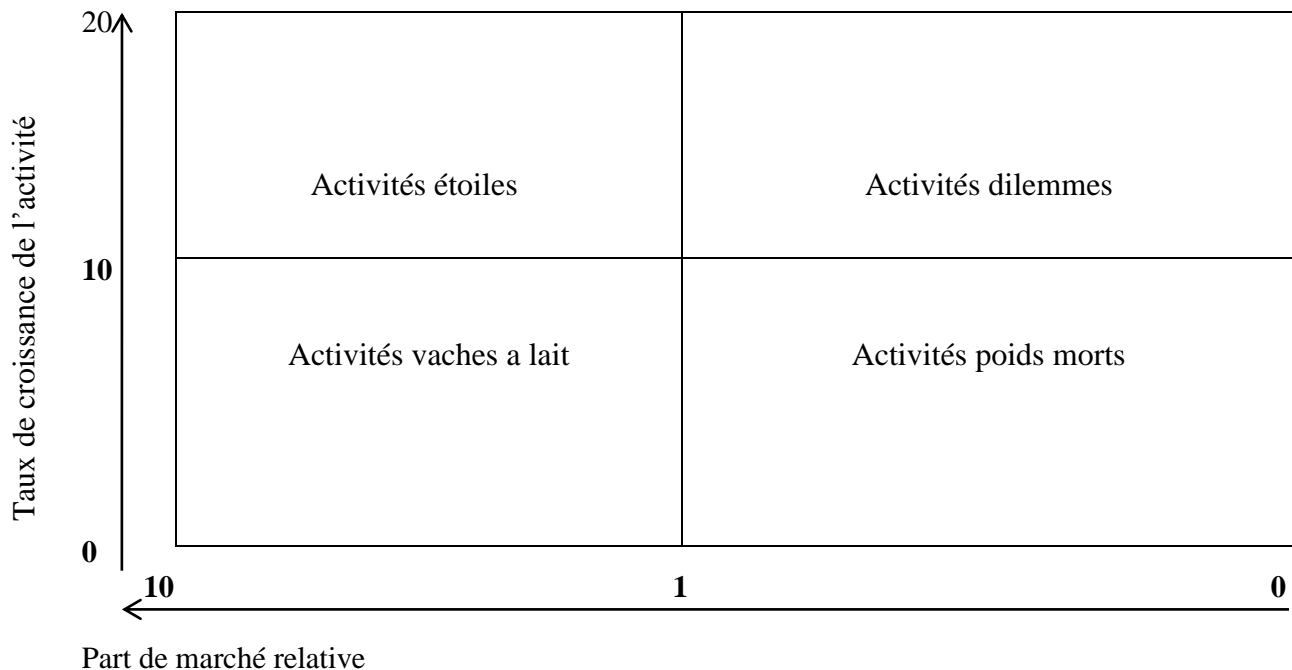 20
Taux de croissance de l’activité
Activités étoiles
Activités dilemmes
10
Activités vaches a lait
Activités poids morts
0
10
1
0
Part de marché relative